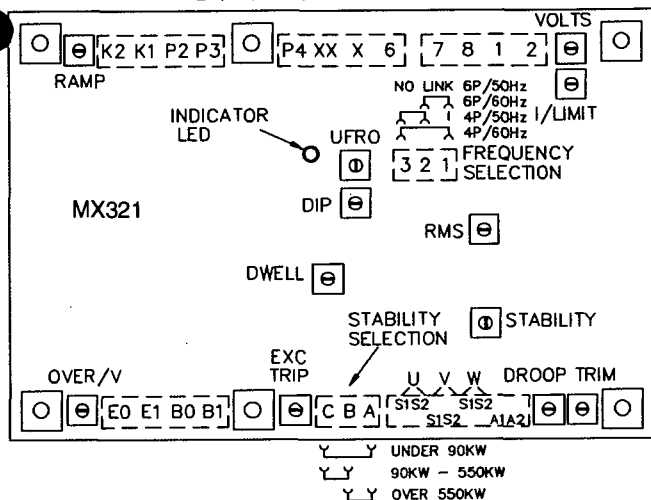 VOLTS
K2 K1 P2 P3
P4 XX X 6
7 8 1 2
RAMP
NO LINK 6P/50Hz
6P/60Hz
4P/50Hz
4P/60Hz
I/LIMIT
INDICATOR
LED
UFRO
3 2 1
FREQUENCY
SELECTION
MX321
DIP
RMS
DWELL
STABILITY
SELECTION
STABILITY
OVER/V
EXC
TRIP
U V W
DROOP TRIM
E0 E1 B0 B1
C B A
S1S2 S1S2
S1S2 A1A2
UNDER 90KW
90KW - 550KW
OVER 550KW